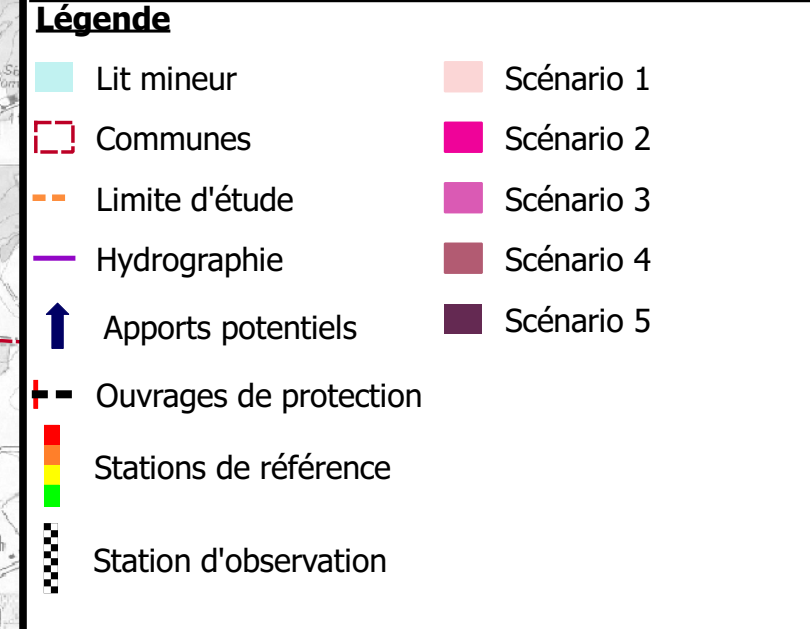 Légende
Lit mineur
Communes
Limite d'étude
Hydrographie
Apports potentiels
Ouvrages de protection
Stations de référence
Station d'observation
Scénario 1
Scénario 2
Scénario 3
Scénario 4
Scénario 5